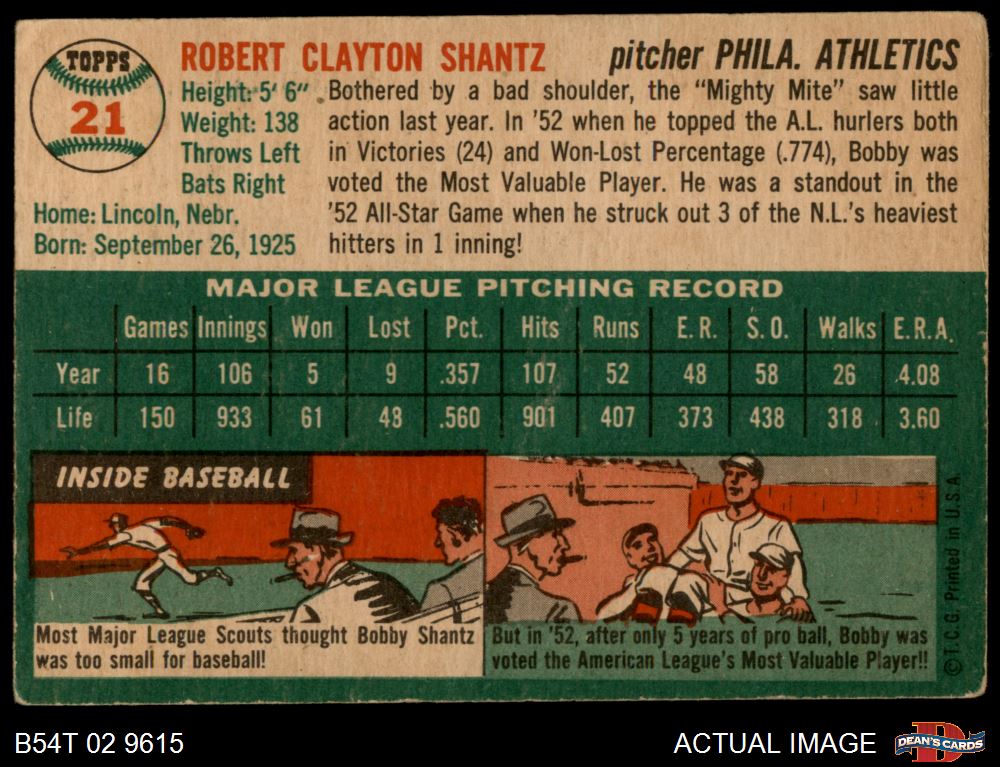 TOPPS
21
ROBERT CLAYTON SHANTZ
pitcher PHILA. ATHLETICS
Height: 5' 6"
Weight: 138
Throws Left
Bats Right
Home: Lincoln, Nebr.
Born: September 26, 1925
Bothered by a bad shoulder, the "Mighty Mite" saw little
action last year. In '52 when he topped the A.L. hurlers both
in Victories (24) and Won-Lost Percentage (.774), Bobby was
voted the Most Valuable Player. He was a standout in the
'52 All-Star Game when he struck out 3 of the N.L.'s heaviest
hitters in 1 inning!
MAJOR LEAGUE PITCHING RECORD
Games Innings Won Lost Pct. Hits Runs E.R. S.O. Walks E.R.A.
Year 16 106 5 9 .357 107 52 48 58 26 4.08
Life 150 933 61 48 .560 901 407 373 438 318 3.60
INSIDE BASEBALL
Most Major League Scouts thought Bobby Shantz
was too small for baseball!
But in '52, after only 5 years of pro ball, Bobby was
voted the American League's Most Valuable Player!!
© T.C.G. Printed in U.S.A.
B54T 02 9615
ACTUAL IMAGE
D
DEAN'S CARDS